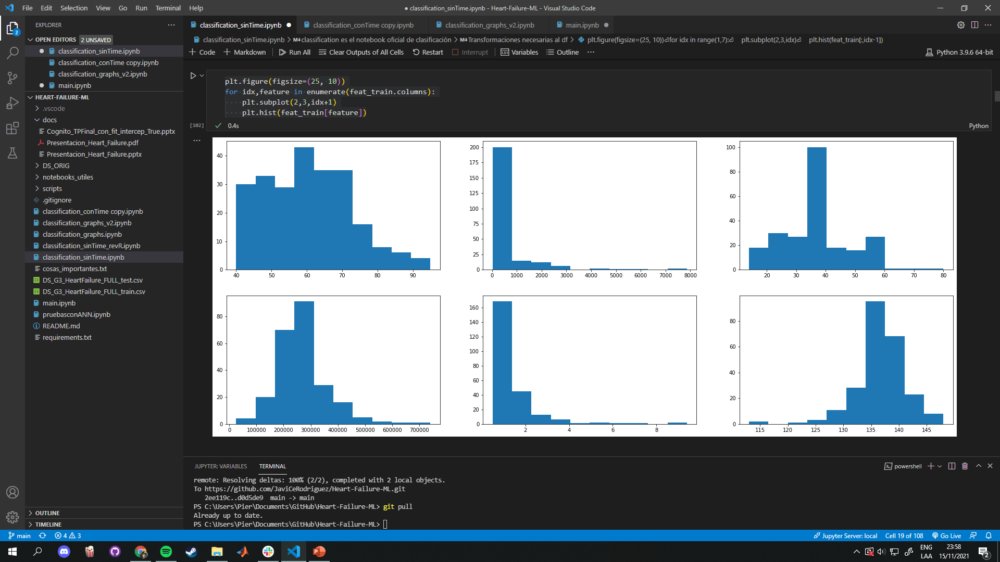 File Edit Selection View Go Run Terminal Help
● classification_sinTime.ipynb - Heart-Failure-ML - Visual Studio Code
EXPLORER
OPEN EDITORS 2 UNSAVED
classification_sinTime.ipynb
classification_conTime copy.ipynb
classification_graphs_v2.ipynb
main.ipynb
HEART-FAILURE-ML
.vscode
docs
Cognito_TPFinal_con_fit_intercep_True.pptx
Presentacion_Heart_Failure.pdf
Presentacion_Heart_Failure.pptx
DS_ORIG
notebooks_utiles
scripts
.gitignore
classification_conTime copy.ipynb
classification_graphs_v2.ipynb
classification_graphs.ipynb
classification_sinTime_revR.ipynb
classification_sinTime.ipynb
cosas_importantes.txt
DS_G3_HeartFailure_FULL_test.csv
DS_G3_HeartFailure_FULL_train.csv
main.ipynb
pruebasconANN.ipynb
README.md
requirements.txt
OUTLINE
TIMELINE
2
classification_sinTime.ipynb classification_conTime copy.ipynb classification_graphs_v2.ipynb main.ipynb
classification_sinTime.ipynb > M↓classification es el notebook oficial de clasificación > M↓Transformaciones necesarias al df > plt.figure(figsize=(25, 10))⏎for idx in range(1,7):⏎ plt.subplot(2,3,idx)⏎ plt.hist(feat_train[:,idx-1])
+ Code + Markdown Run All Clear Outputs of All Cells Restart Interrupt Variables Outline ··· Python 3.9.6 64-bit
plt.figure(figsize=(25, 10))
for idx,feature in enumerate(feat_train.columns):
plt.subplot(2,3,idx+1)
plt.hist(feat_train[feature])
[102] ✓ 0.4s Python
40
30
20
10
0
40 50 60 70 80 90
200
175
150
125
100
75
50
25
0
0 1000 2000 3000 4000 5000 6000 7000 8000
100
80
60
40
20
0
20 30 40 50 60 70 80
80
60
40
20
0
0 100000 200000 300000 400000 500000 600000 700000
160
140
120
100
80
60
40
20
0
2 4 6 8
80
60
40
20
0
115 120 125 130 135 140 145
JUPYTER: VARIABLES TERMINAL powershell
remote: Resolving deltas: 100% (2/2), completed with 2 local objects.
To https://github.com/JaviCeRodriguez/Heart-Failure-ML.git
2ee119c..d0d5de9 main -> main
PS C:\Users\Pier\Documents\GitHub\Heart-Failure-ML> git pull
Already up to date.
PS C:\Users\Pier\Documents\GitHub\Heart-Failure-ML>
main 4 3 Jupyter Server: local Cell 19 of 108 Go Live
ENG
LAA
23:58
15/11/2021
2